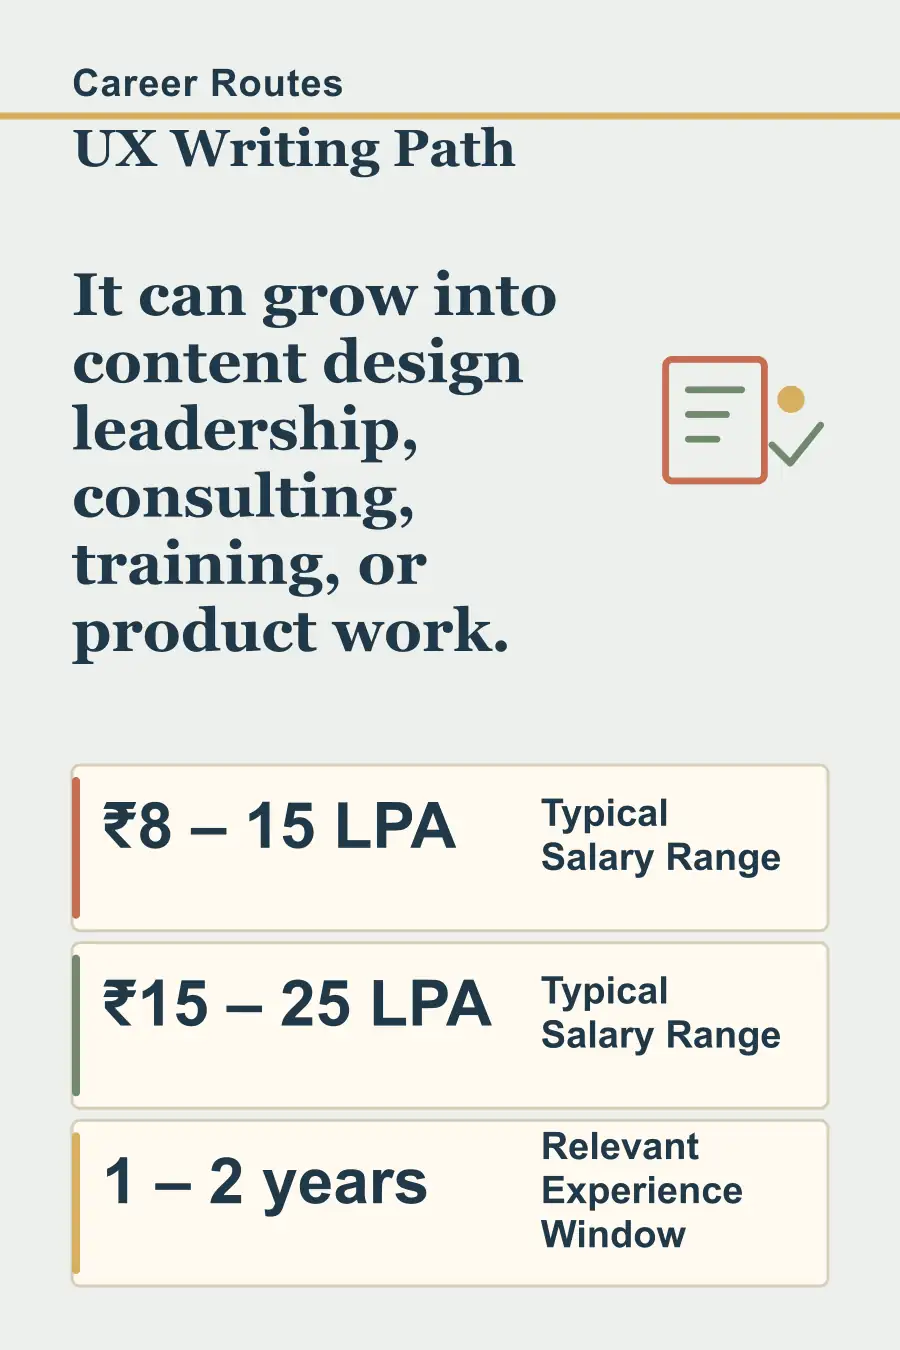 Career Routes
UX Writing Path
It can grow into
content design
leadership,
consulting,
training, or
product work.
₹8 – 15 LPA
Typical
Salary Range
₹15 – 25 LPA
Typical
Salary Range
1 – 2 years
Relevant
Experience
Window